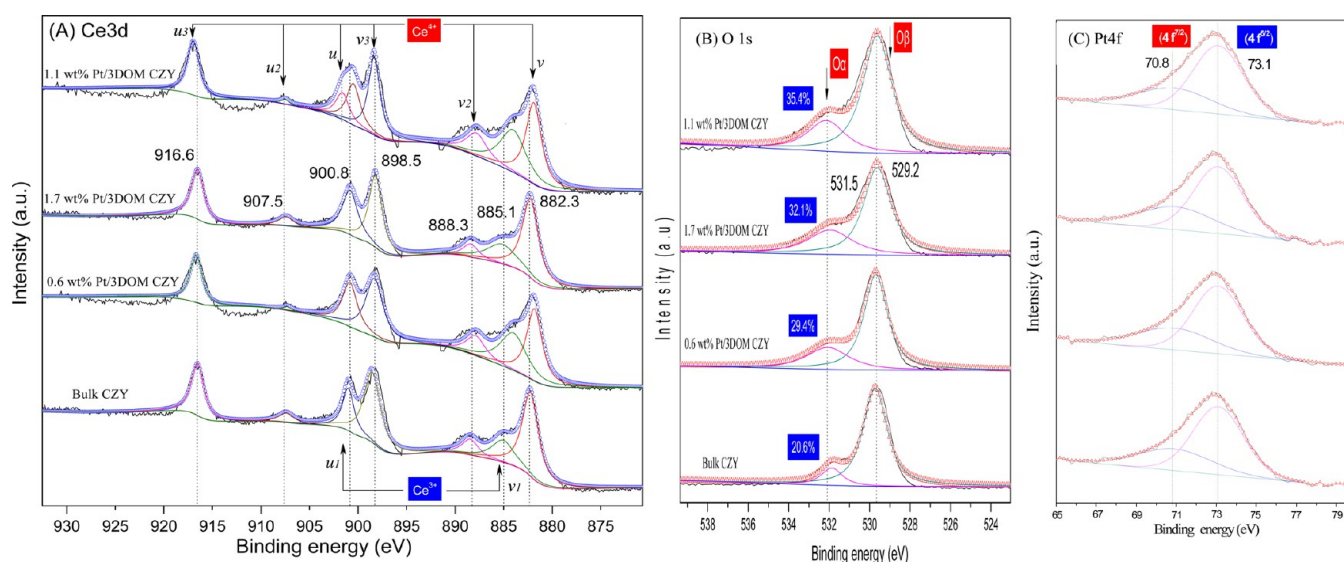 (A) Ce3d
u3
u2
u
v3
Ce4+
v2
v
1.1 wt% Pt/3DOM CZY
916.6
907.5
900.8
898.5
888.3
885.1
882.3
1.7 wt% Pt/3DOM CZY
0.6 wt% Pt/3DOM CZY
Bulk CZY
u1
Ce3+
v1
Intensity (a.u.)
930 925 920 915 910 905 900 895 890 885 880 875
Binding energy (eV)
(B) O 1s
Oα
Oβ
35.4%
1.1 wt% Pt/3DOM CZY
531.5
529.2
32.1%
1.7 wt% Pt/3DOM CZY
29.4%
0.6 wt% Pt/3DOM CZY
20.6%
Bulk CZY
Intensity (a.u)
538 536 534 532 530 528 526 524
Binding energy (eV)
(C) Pt4f
(4 f7/2)
(4 f5/2)
70.8
73.1
Intensity (a.u.)
65 67 69 71 73 75 77 79
Binding energy (eV)